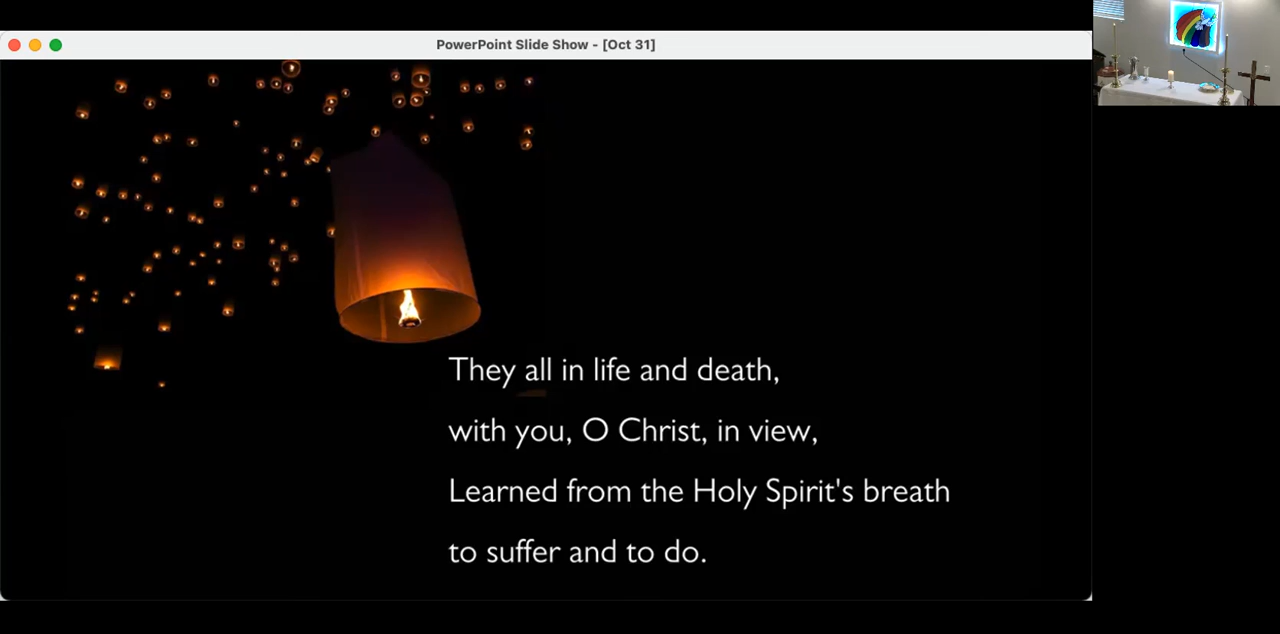 PowerPoint Slide Show - [Oct 31]
They all in life and death,
with you, O Christ, in view,
Learned from the Holy Spirit's breath
to suffer and to do.